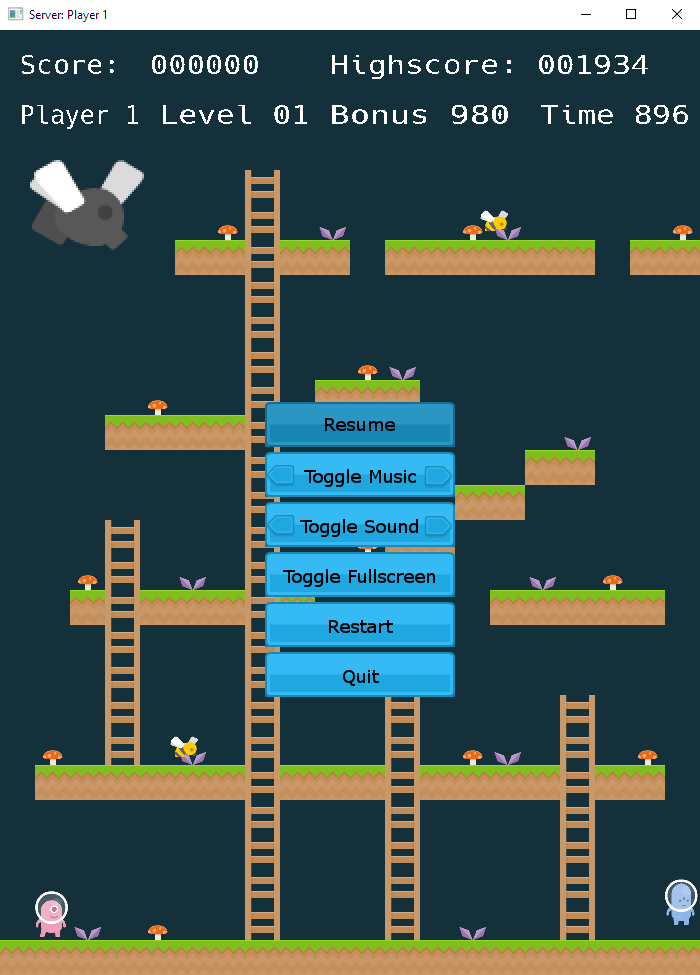 Server: Player 1
Score: 000000 Highscore: 001934
Player 1 Level 01 Bonus 980 Time 896
Resume
Toggle Music
Toggle Sound
Toggle Fullscreen
Restart
Quit